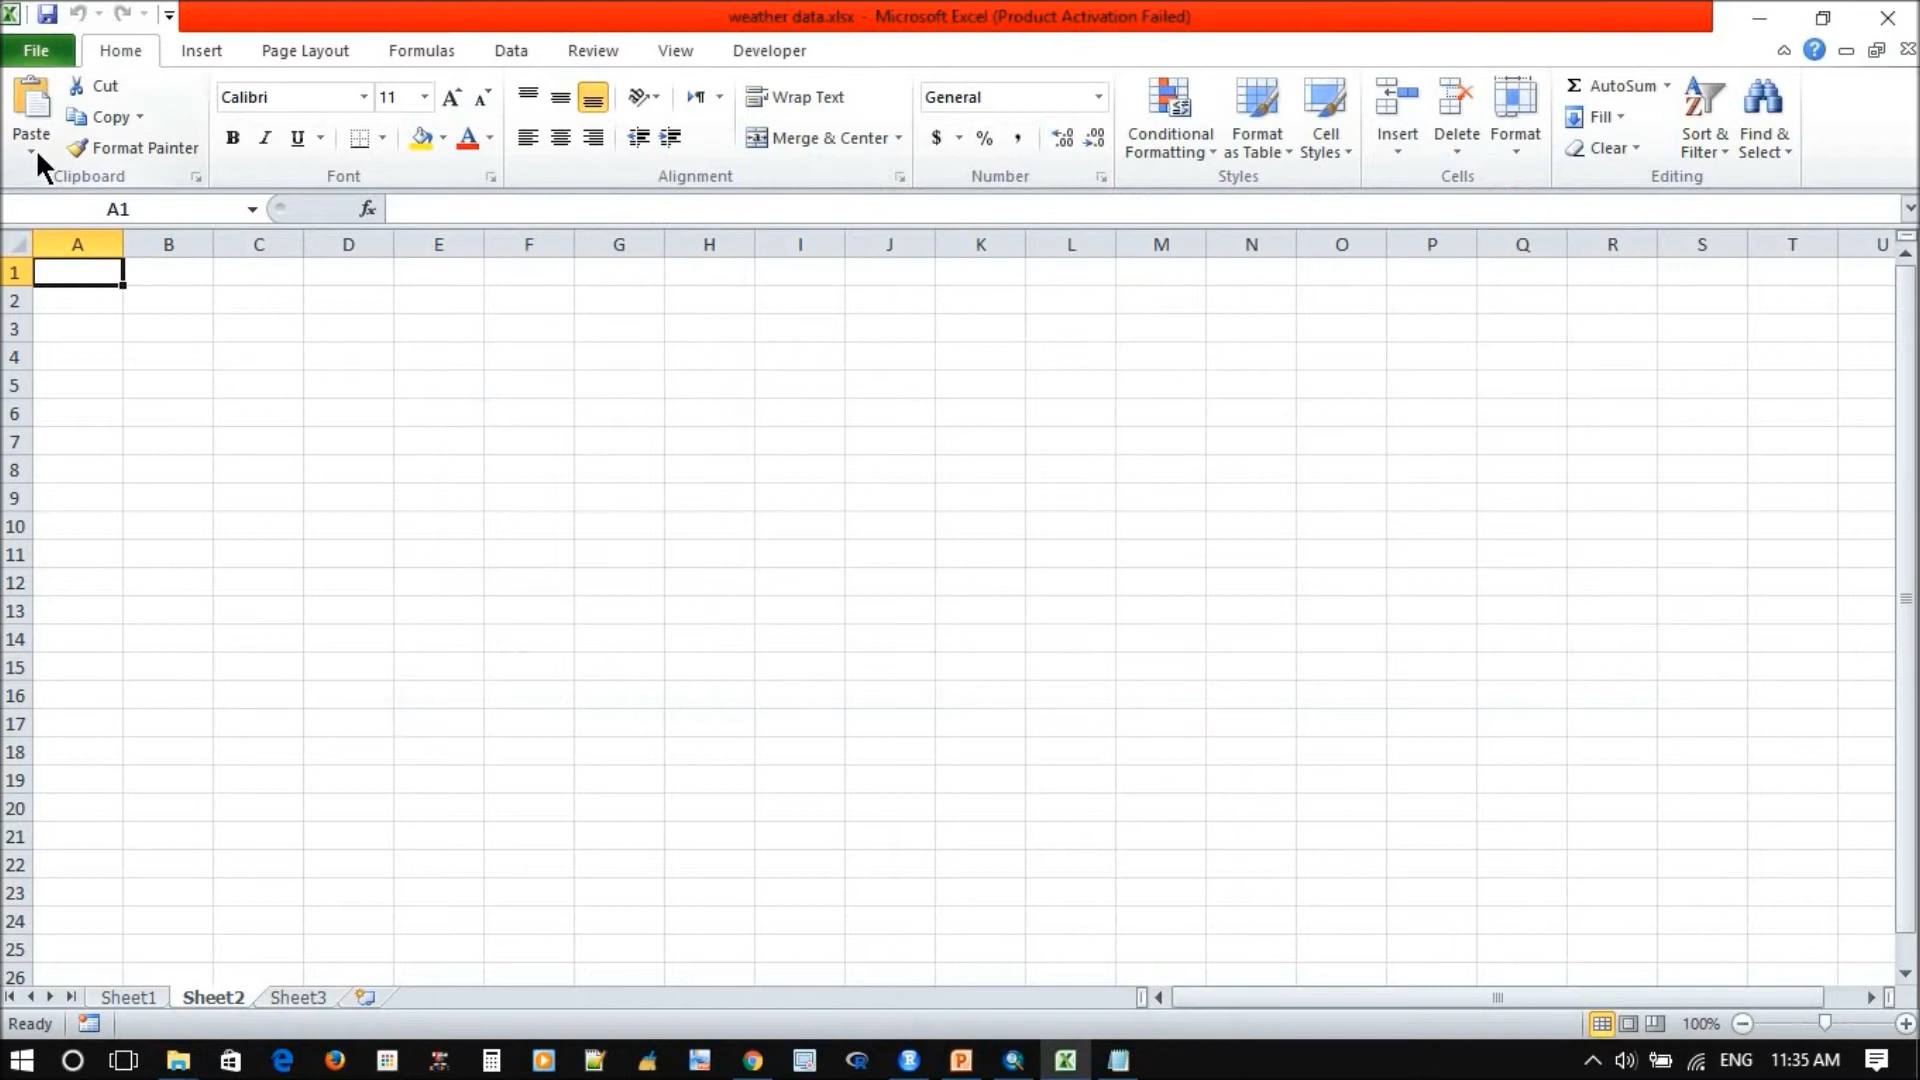 weather data.xlsx - Microsoft Excel (Product Activation Failed)
File Home Insert Page Layout Formulas Data Review View Developer
Paste
Cut
Copy
Format Painter
Clipboard
Calibri 11
B I U
Font
Wrap Text
Merge & Center
Alignment
General
$ % ,
Number
Conditional Formatting
Format as Table
Cell Styles
Styles
Insert Delete Format
Cells
Σ AutoSum
Fill
Clear
Sort & Filter
Find & Select
Editing
A1 fx
A B C D E F G H I J K L M N O P Q R S T U
1
2
3
4
5
6
7
8
9
10
11
12
13
14
15
16
17
18
19
20
21
22
23
24
25
26
Sheet1 Sheet2 Sheet3
Ready 100%
ENG 11:35 AM